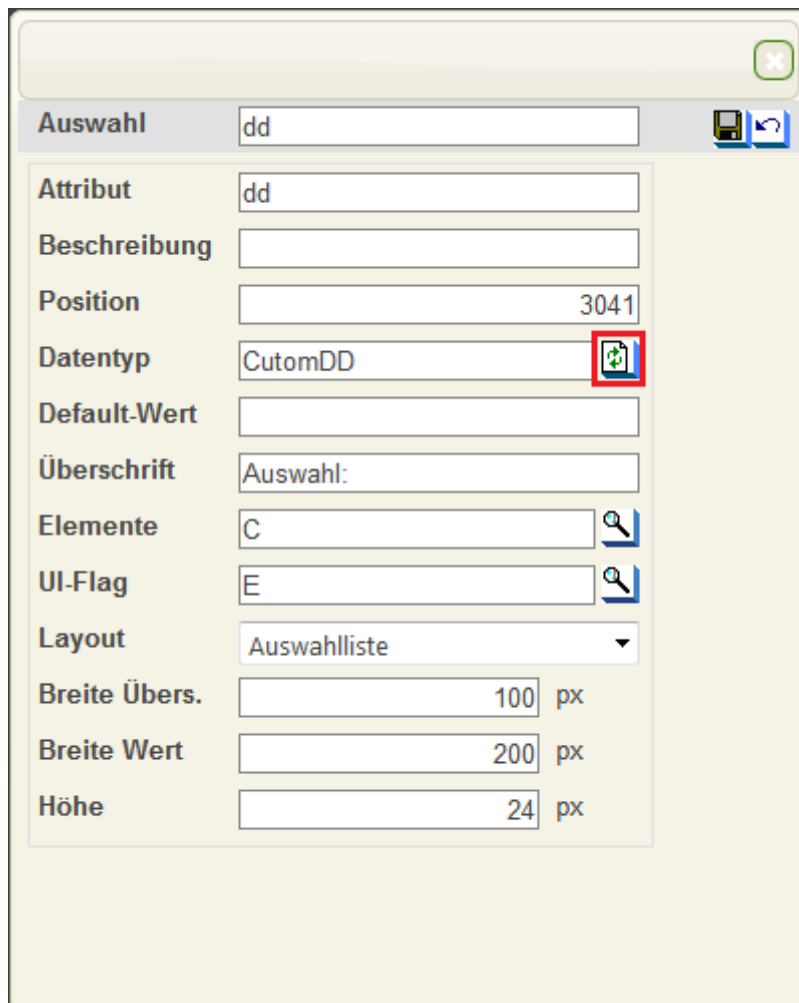 Auswahl dd
Attribut dd
Beschreibung
Position 3041
Datentyp CutomDD
Default-Wert
Überschrift Auswahl:
Elemente C
UI-Flag E
Layout Auswahlliste
Breite Übers. 100 px
Breite Wert 200 px
Höhe 24 px